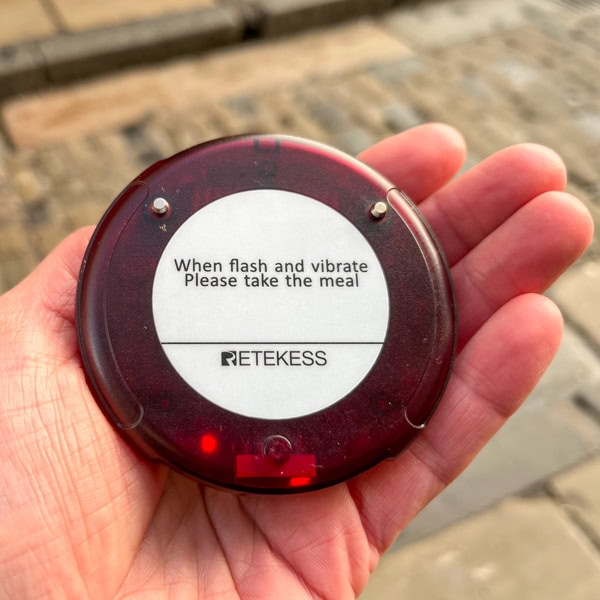 When flash and vibrate
Please take the meal
RETEKESS